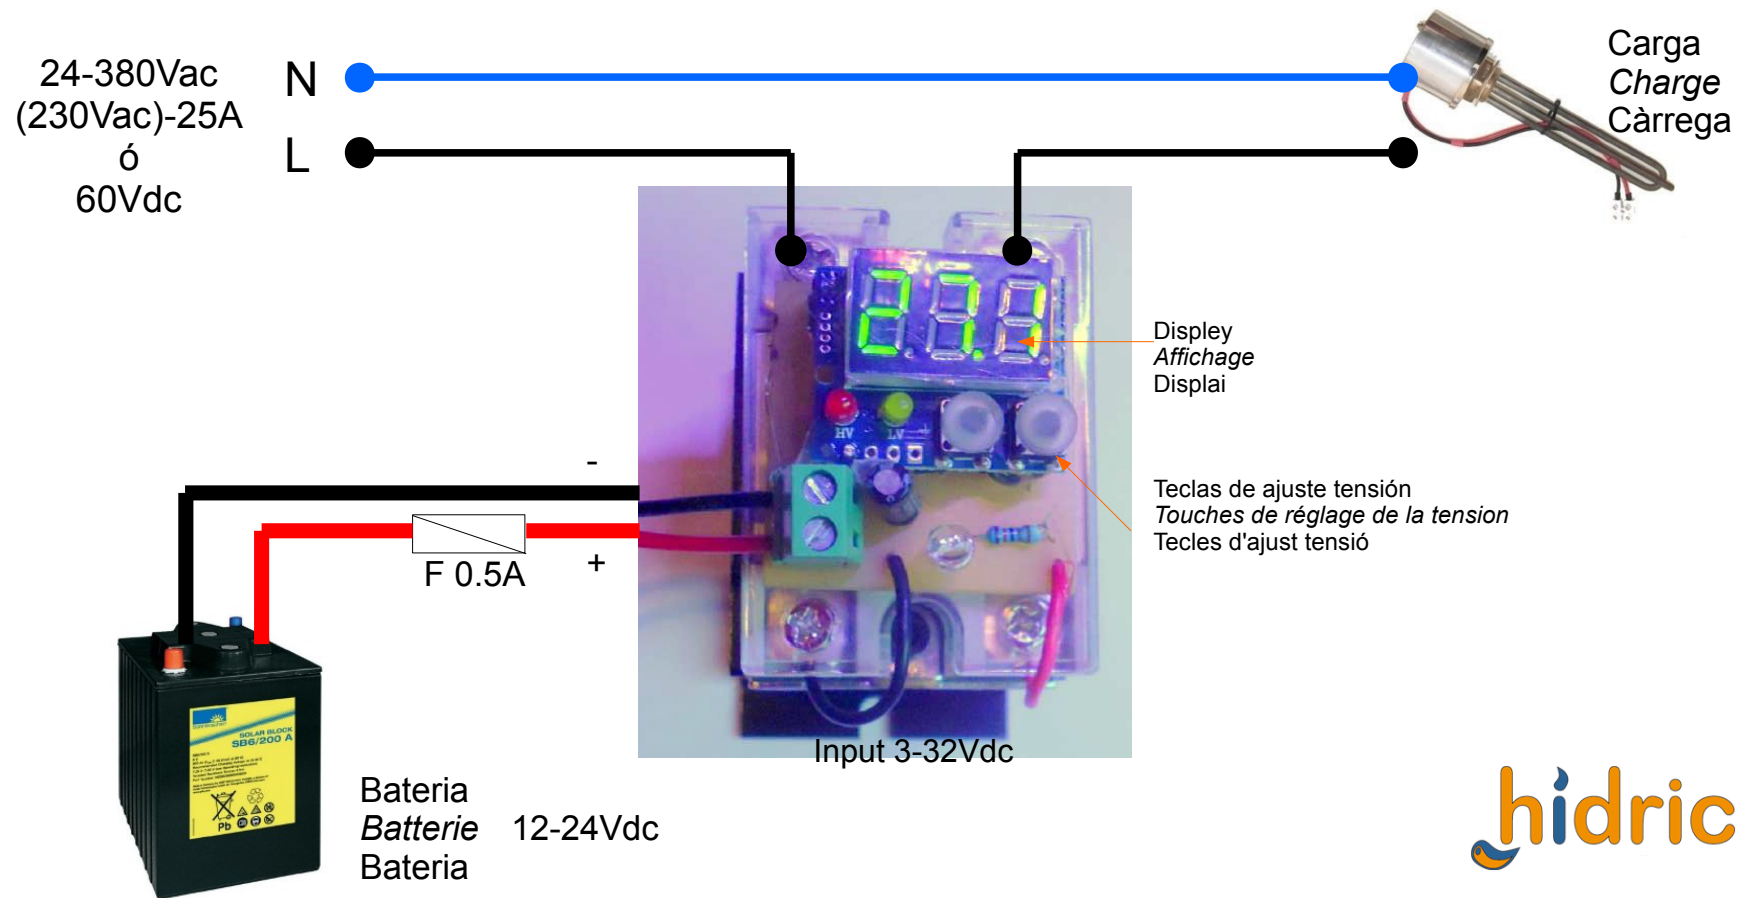 24-380Vac
(230Vac)-25A
ó
60Vdc
N
L
Carga
Charge
Càrrega
Displey
Affichage
Displai
HV
LV
Teclas de ajuste tensión
Touches de réglage de la tension
Tecles d'ajust tensió
-
+
F 0.5A
Input 3-32Vdc
SOLAR BLOCK
SB6/200 A
Pb
Bateria
Batterie 12-24Vdc
Bateria
hidric